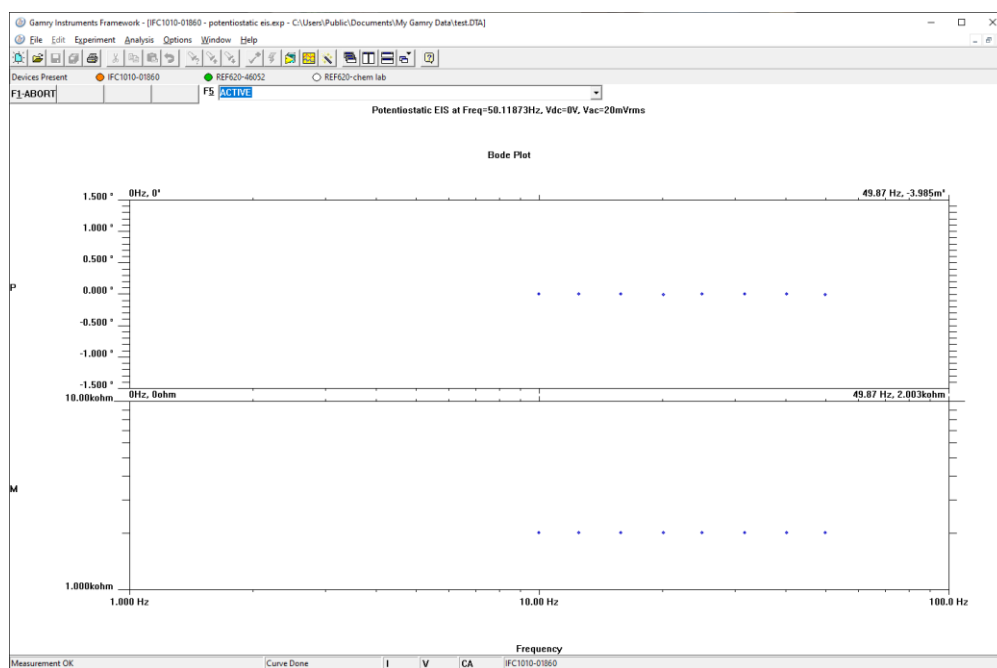 Gamry Instruments Framework - [IFC1010-01860 - potentiostatic eis.exp - C:\Users\Public\Documents\My Gamry Data\test.DTA]
File Edit Experiment Analysis Options Window Help
Devices Present IFC1010-01860 REF620-46052 REF620-chem lab
F1-ABORT F5 ACTIVE
Potentiostatic EIS at Freq=50.11873Hz, Vdc=0V, Vac=20mVrms
Bode Plot
0Hz, 0° 49.87 Hz, -3.985m°
1.500 °
1.000 °
0.500 °
P
0.000 °
-0.500 °
-1.000 °
-1.500 °
0Hz, 0ohm 49.87 Hz, 2.003kohm
10.00kohm
M
1.000kohm
1.000 Hz 10.00 Hz 100.0 Hz
Frequency
Measurement OK Curve Done I V CA IFC1010-01860